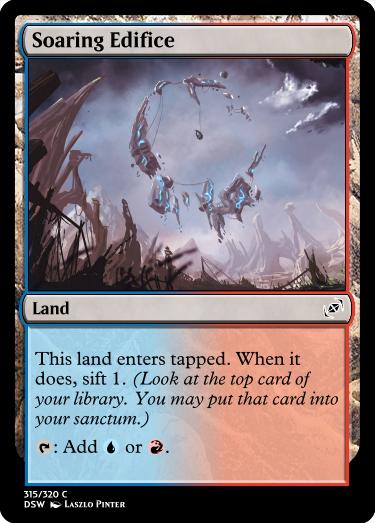 Soaring Edifice
Land
This land enters tapped. When it
does, sift 1. (Look at the top card of
your library. You may put that card into
your sanctum.)
: Add or .
315/320 C
DSW Laszlo Pinter